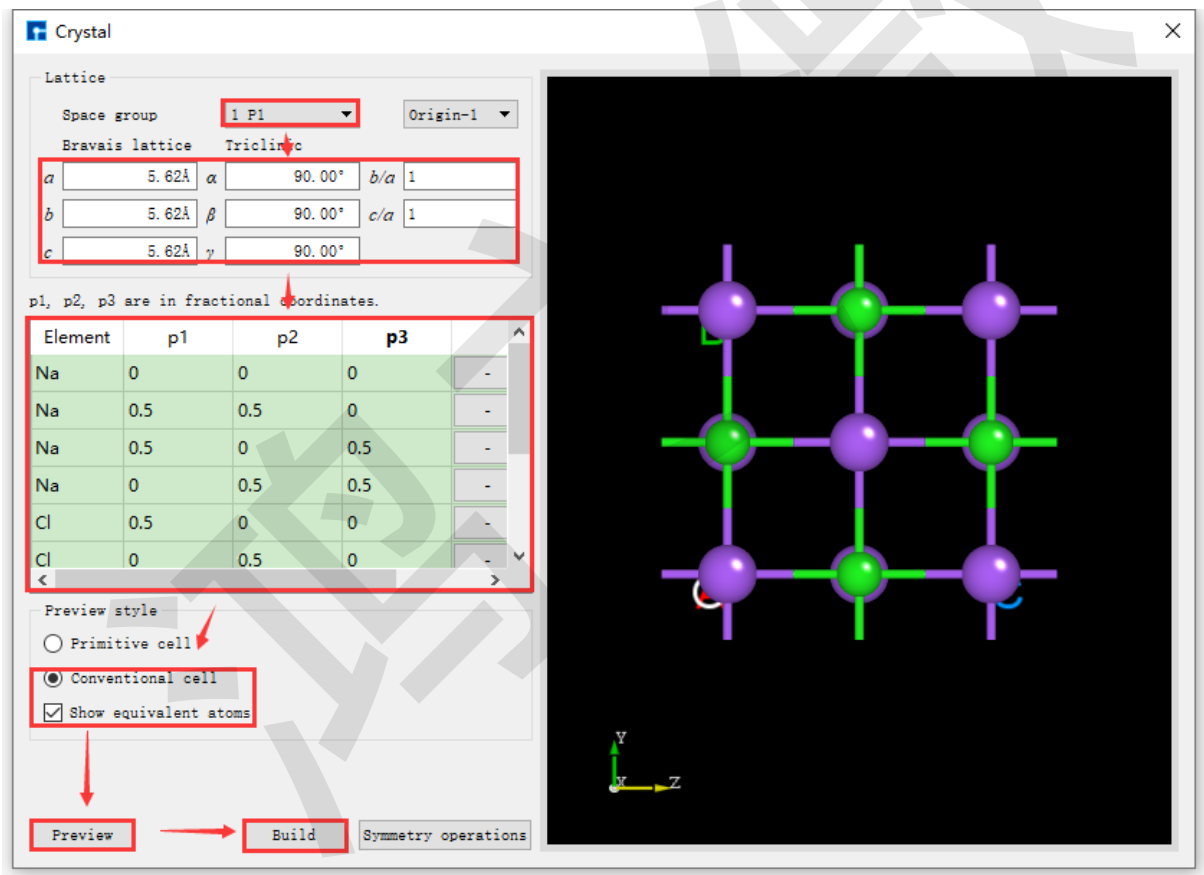 Crystal
Lattice
Space group 1 P1 Origin-1
Bravais lattice Triclinic
a 5.62Å α 90.00° b/a 1
b 5.62Å β 90.00° c/a 1
c 5.62Å γ 90.00°
p1, p2, p3 are in fractional coordinates.
Element p1 p2 p3
Na 0 0 0 -
Na 0.5 0.5 0 -
Na 0.5 0 0.5 -
Na 0 0.5 0.5 -
Cl 0.5 0 0 -
Cl 0 0.5 0 -
Preview style
Primitive cell
Conventional cell
Show equivalent atoms
Preview Build Symmetry operations
Y
X Z